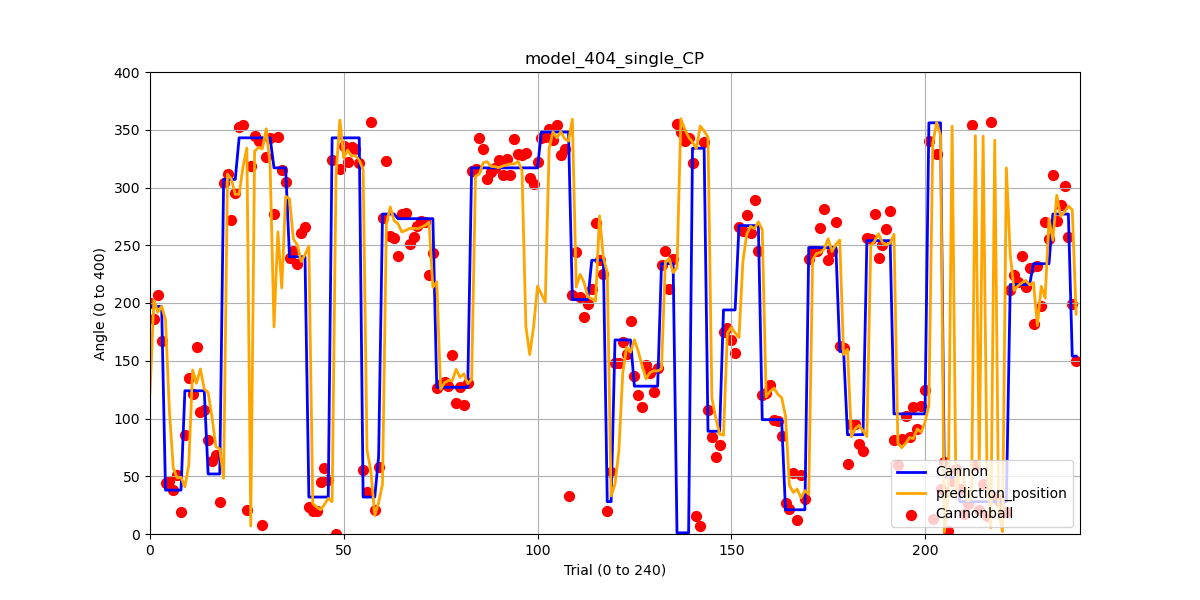 model_404_single_CP
400
350
300
250
200
150
100
50
0
Angle (0 to 400)
0 50 100 150 200
Trial (0 to 240)
Cannon
prediction_position
Cannonball